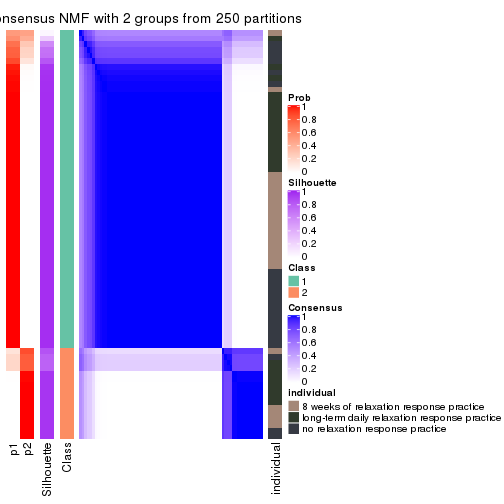 onsensus NMF with 2 groups from 250 partitions
Prob
1
0.8
0.6
0.4
0.2
0
Silhouette
1
0.8
0.6
0.4
0.2
0
Class
1
2
Consensus
1
0.8
0.6
0.4
0.2
0
individual
8 weeks of relaxation response practice
long-term daily relaxation response practice
no relaxation response practice
p1
p2
Silhouette
Class
individual